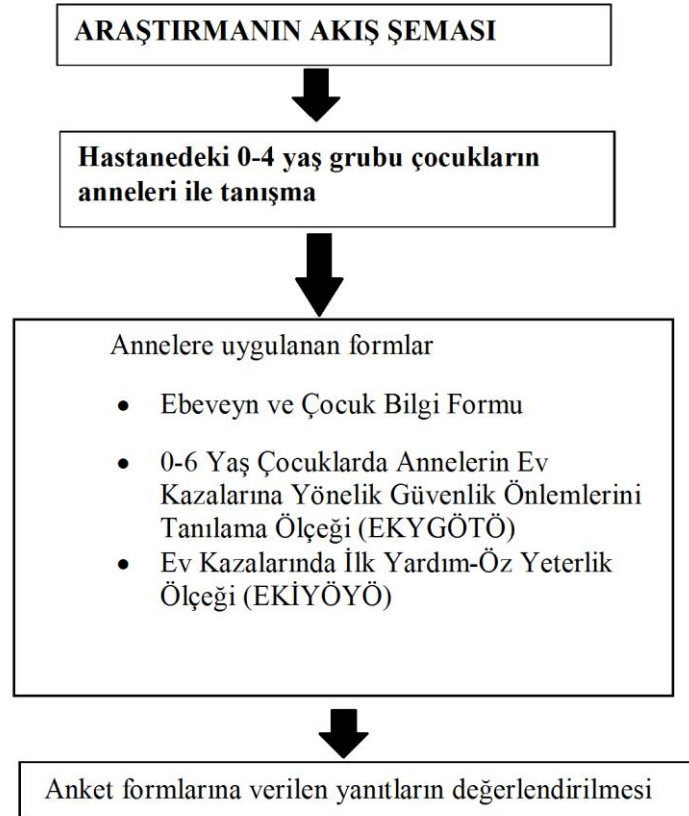 ARAŞTIRMANIN AKIŞ ŞEMASI
Hastanedeki 0-4 yaş grubu çocukların
anneleri ile tanışma
Annelere uygulanan formlar
• Ebeveyn ve Çocuk Bilgi Formu
• 0-6 Yaş Çocuklarda Annelerin Ev
Kazalarına Yönelik Güvenlik Önlemlerini
Tanılama Ölçeği (EKYGÖTÖ)
• Ev Kazalarında İlk Yardım-Öz Yeterlik
Ölçeği (EKİYÖYÖ)
Anket formlarına verilen yanıtların değerlendirilmesi